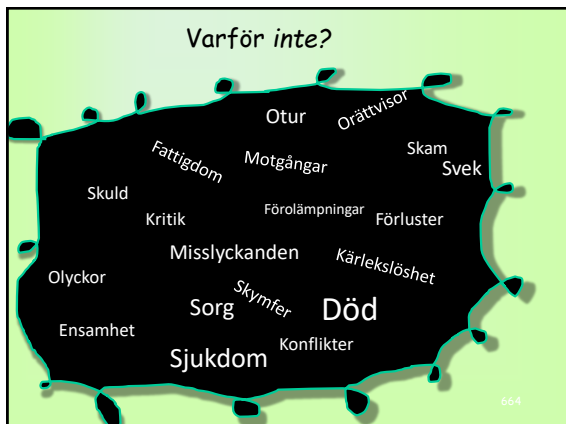 Varför inte?
Otur
Orättvisor
Fattigdom
Motgångar
Skam
Svek
Skuld
Kritik
Förolämpningar
Förluster
Misslyckanden
Kärlekslöshet
Olyckor
Skymfer
Sorg
Död
Ensamhet
Konflikter
Sjukdom
664